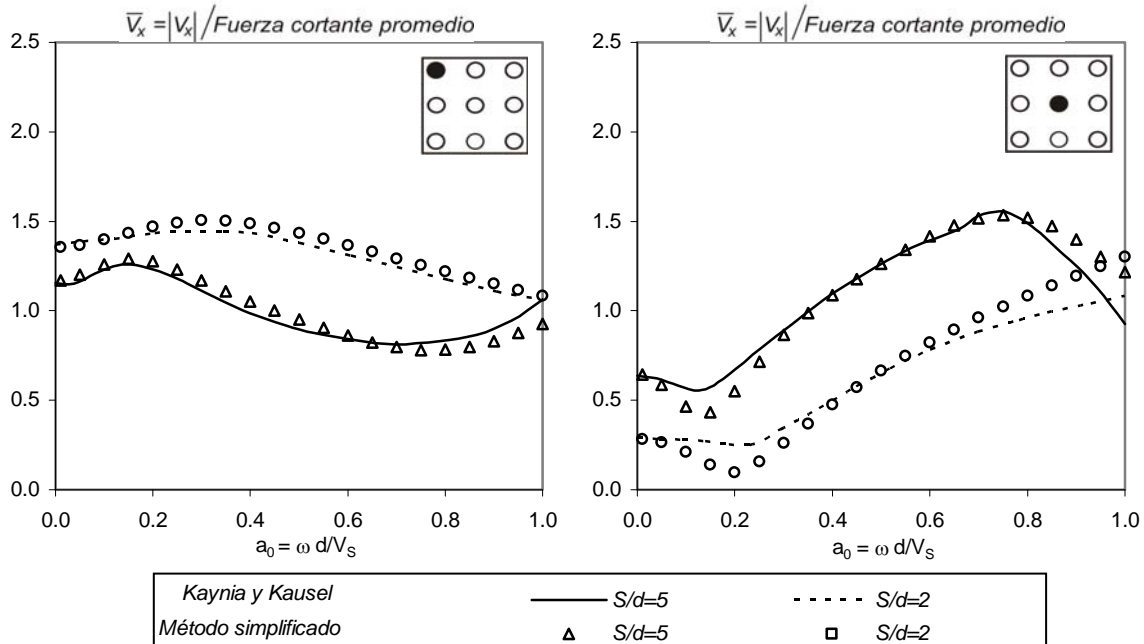 V̅x = |Vx| / Fuerza cortante promedio
2.5
2.0
1.5
1.0
0.5
0.0
0.0 0.2 0.4 0.6 0.8 1.0
a0 = ω d/VS
V̅x = |Vx| / Fuerza cortante promedio
2.5
2.0
1.5
1.0
0.5
0.0
0.0 0.2 0.4 0.6 0.8 1.0
a0 = ω d/VS
Kaynia y Kausel S/d=5 S/d=2
Método simplificado S/d=5 S/d=2